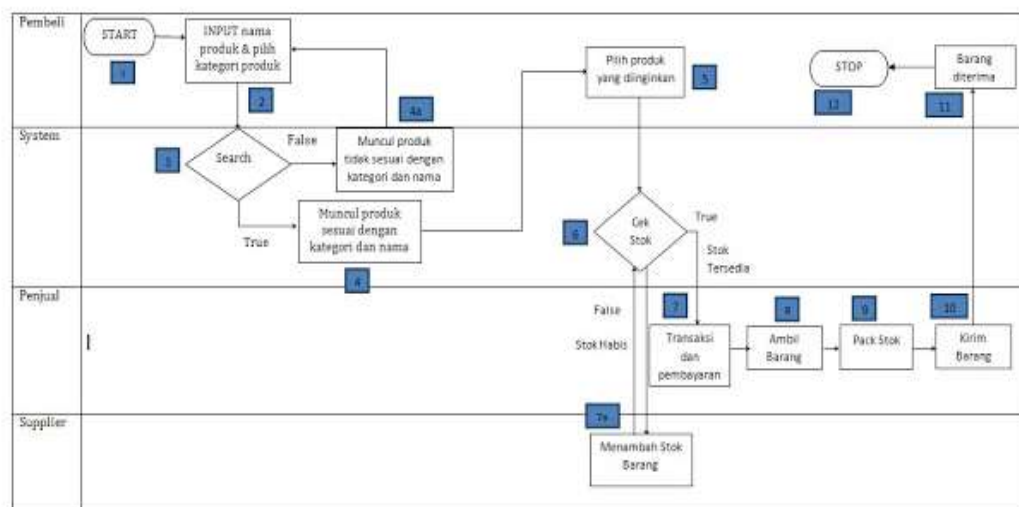 Pembeli
START
1
INPUT nama
produk & pilih
kategori produk
2
4a
Pilih produk
yang diinginkan
5
STOP
12
Barang
diterima
11
System
3
Search
False
Muncul produk
tidak sesuai dengan
kategori dan nama
True
Muncul produk
sesuai dengan
kategori dan nama
4
6
Cek
Stok
True
Stok
Tersedia
Penjual
False
Stok Habis
7
Transaksi
dan
pembayaran
8
Ambil
Barang
9
Pack Stok
10
Kirim
Barang
Supplier
7a
Menambah Stok
Barang